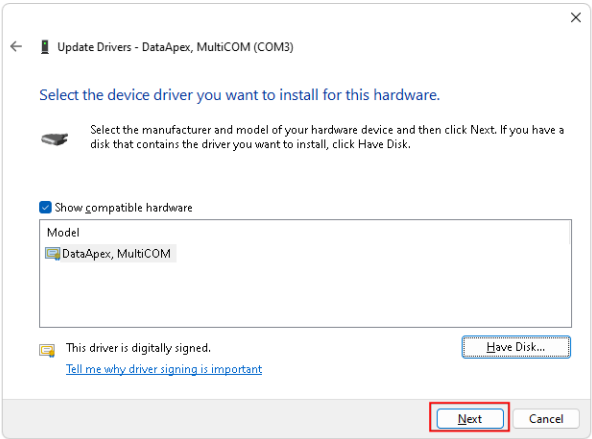 Update Drivers - DataApex, MultiCOM (COM3)
Select the device driver you want to install for this hardware.
Select the manufacturer and model of your hardware device and then click Next. If you have a
disk that contains the driver you want to install, click Have Disk.
Show compatible hardware
Model
DataApex, MultiCOM
This driver is digitally signed.
Have Disk...
Tell me why driver signing is important
Next
Cancel